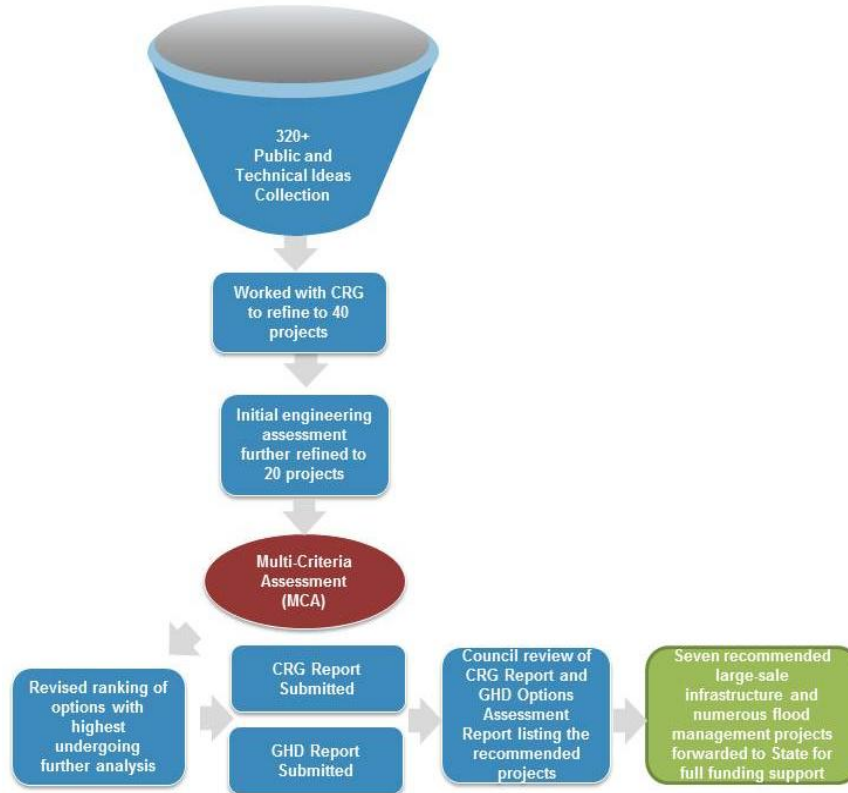 320+
Public and
Technical Ideas
Collection
Worked with CRG
to refine to 40
projects
Initial engineering
assessment
further refined to
20 projects
Multi-Criteria
Assessment
(MCA)
Revised ranking of
options with
highest
undergoing
further analysis
CRG Report
Submitted
GHD Report
Submitted
Council review of
CRG Report and
GHD Options
Assessment
Report listing the
recommended
projects
Seven recommended
large-sale
infrastructure and
numerous flood
management projects
forwarded to State for
full funding support